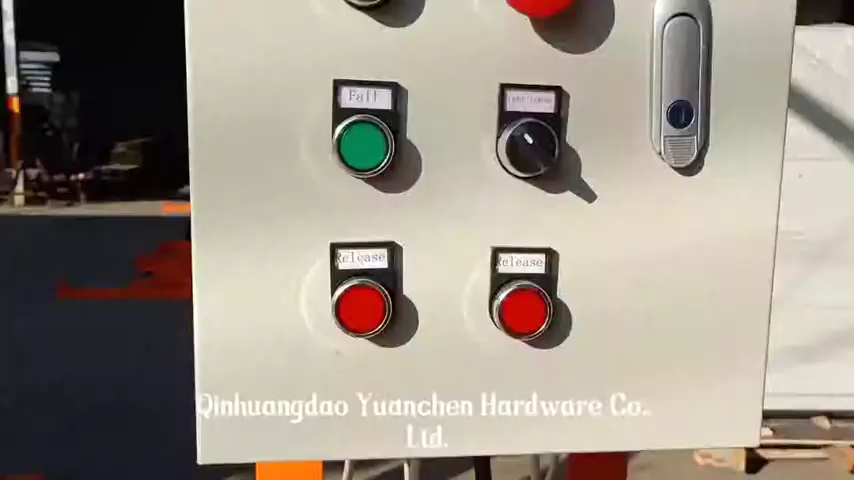 Fall
Release
Release
Qinhuangdao Yuanchen Hardware Co.
Ltd.